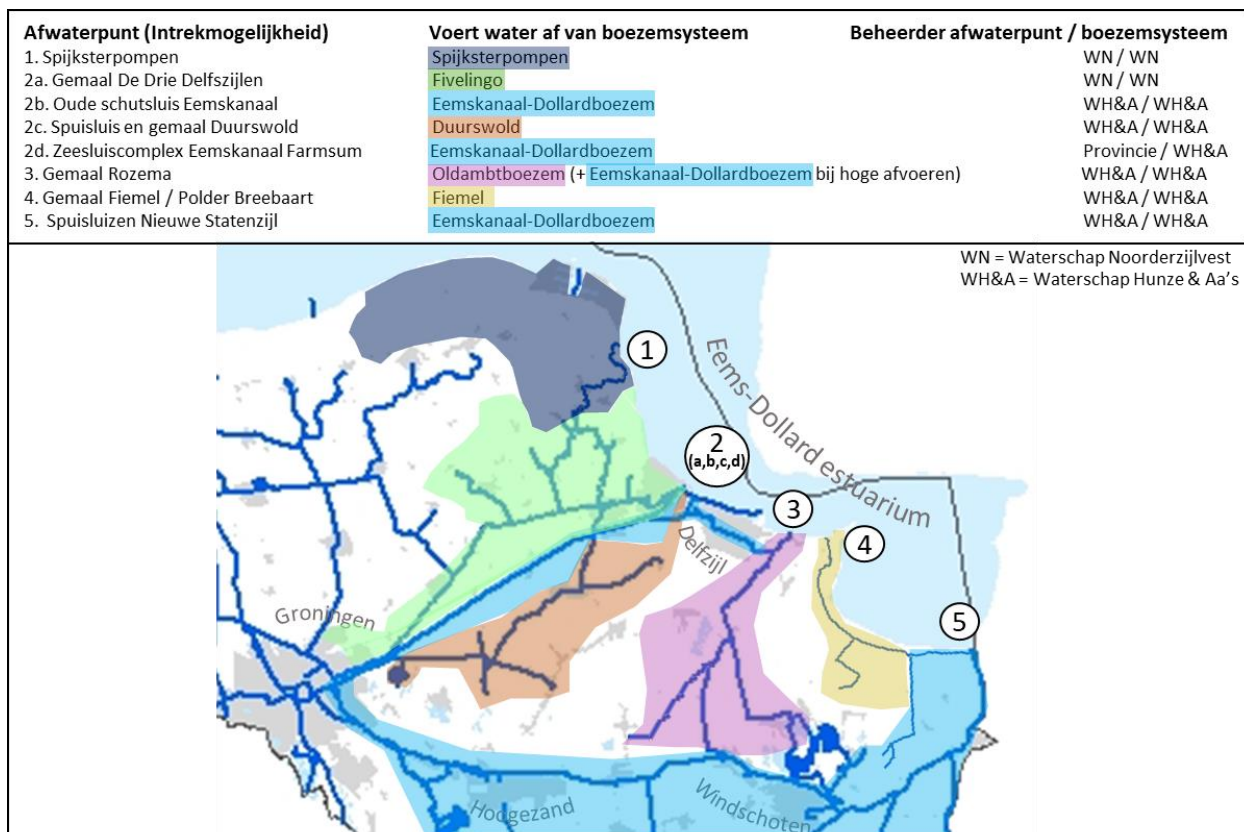 Afwaterpunt (Intrekmogelijkheid) Voert water af van boezemsysteem Beheerder afwaterpunt / boezemsysteem
1. Spijksterpompen Spijksterpompen WN / WN
2a. Gemaal De Drie Delfszijlen Fivelingo WN / WN
2b. Oude schutsluis Eemskanaal Eemskanaal-Dollardboezem WH&A / WH&A
2c. Spuisluis en gemaal Duurswold Duurswold WH&A / WH&A
2d. Zeesluiscomplex Eemskanaal Farmsum Eemskanaal-Dollardboezem Provincie / WH&A
3. Gemaal Rozema Oldambtboezem (+ Eemskanaal-Dollardboezem bij hoge afvoeren) WH&A / WH&A
4. Gemaal Fiemel / Polder Breebaart Fiemel WH&A / WH&A
5. Spuisluizen Nieuwe Statenzijl Eemskanaal-Dollardboezem WH&A / WH&A
WN = Waterschap Noorderzijlvest
WH&A = Waterschap Hunze & Aa's
1
Eems-Dollard estuarium
2
(a,b,c,d)
3
4
Delfzijl
5
Groningen
Hoogezand
Windschoten